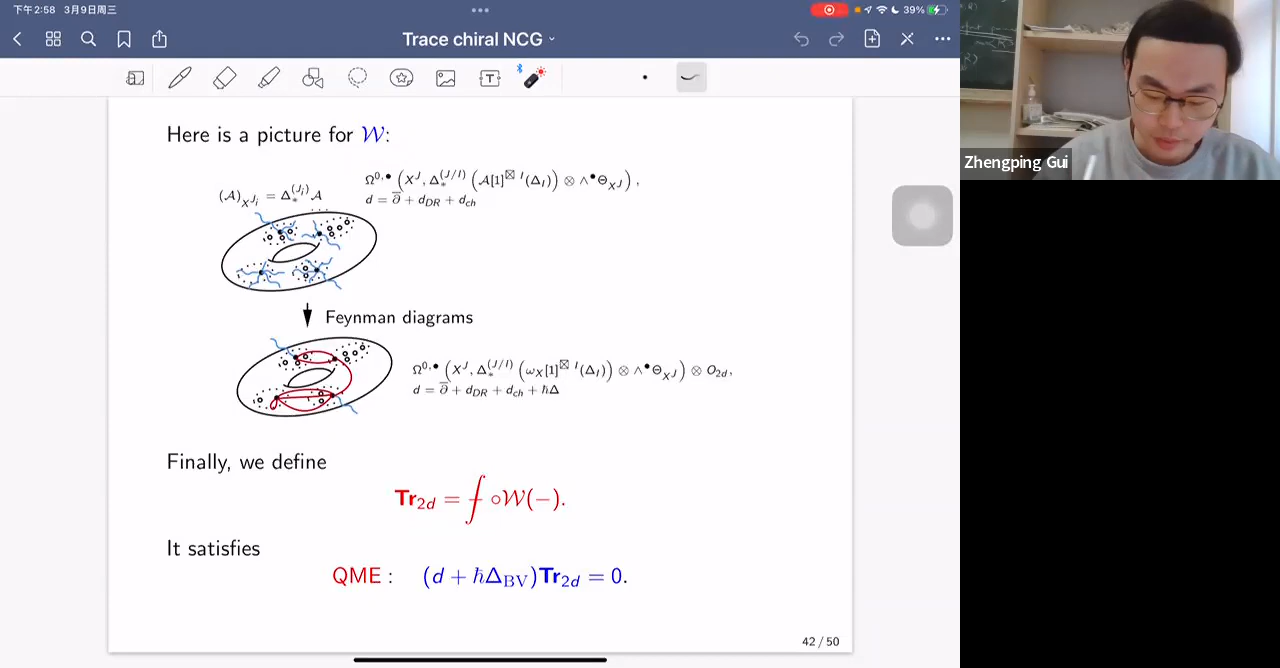 下午2:58 3月9日周三
39%
Trace chiral NCG
Here is a picture for 𝒲:
(𝒜)_{X^{J_i}} = Δ_*^{(J_i)} 𝒜
Ω^{0,•} (X^J, Δ_*^{(J/I)} (𝒜[1]^{⊠ I}(Δ_I)) ⊗ ∧^•Θ_{X^J}),
d = ∂̅ + d_{DR} + d_{ch}
Feynman diagrams
Ω^{0,•} (X^J, Δ_*^{(J/I)} (ω_X[1]^{⊠ I}(Δ_I)) ⊗ ∧^•Θ_{X^J}) ⊗ O_{2d},
d = ∂̅ + d_{DR} + d_{ch} + ℏΔ
Finally, we define
Tr_{2d} = ⨍ ∘𝒲(−).
It satisfies
QME : (d + ℏΔ_{BV})Tr_{2d} = 0.
42 / 50
Zhengping Gui